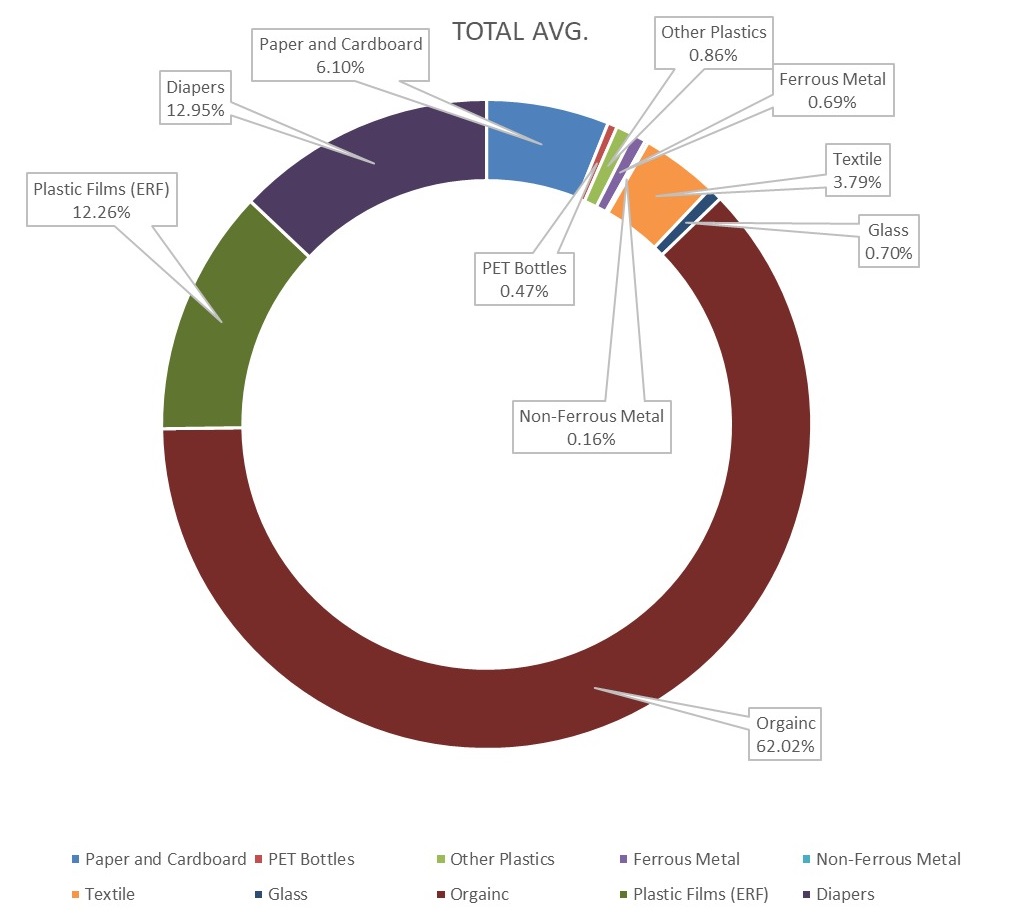 TOTAL AVG.
Other Plastics
0.86%
Paper and Cardboard
6.10%
Ferrous Metal
0.69%
Diapers
12.95%
Textile
3.79%
Plastic Films (ERF)
12.26%
Glass
0.70%
PET Bottles
0.47%
Non-Ferrous Metal
0.16%
Orgainc
62.02%
Paper and Cardboard PET Bottles Other Plastics Ferrous Metal Non-Ferrous Metal
Textile Glass Orgainc Plastic Films (ERF) Diapers